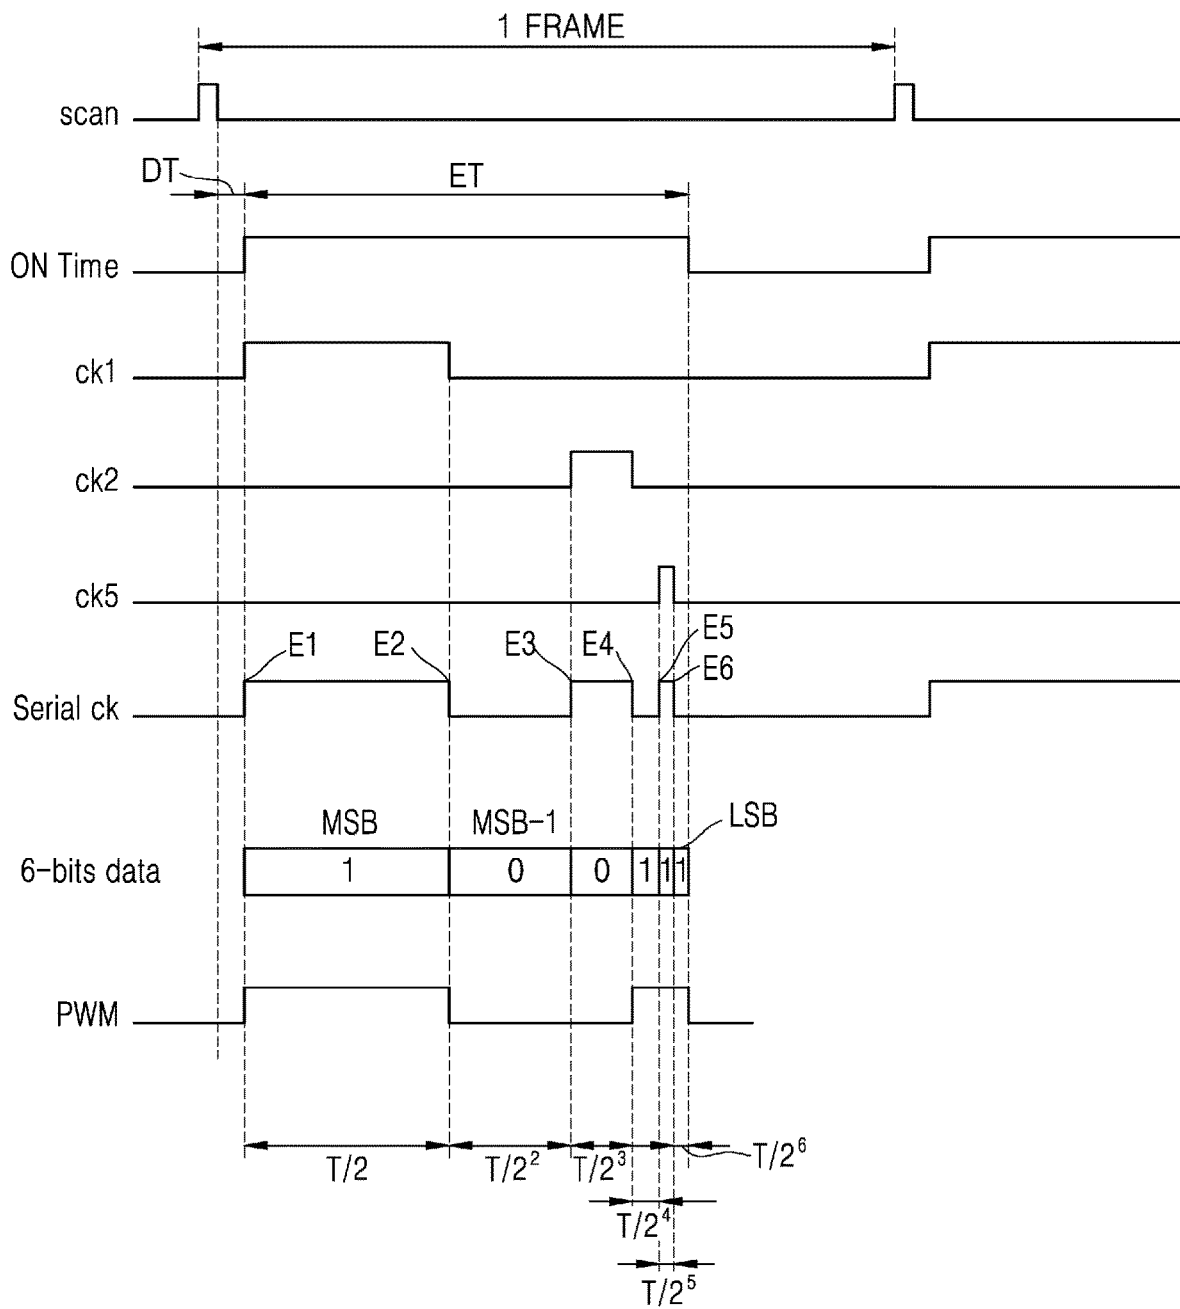 1 FRAME
scan
DT
ET
ON Time
ck1
ck2
ck5
E1
E2
E3
E4
E5
E6
Serial ck
MSB
MSB-1
LSB
6-bits data
1
0
0
1
1
1
PWM
T/2
T/2²
T/2³
T/2⁶
T/2⁴
T/2⁵